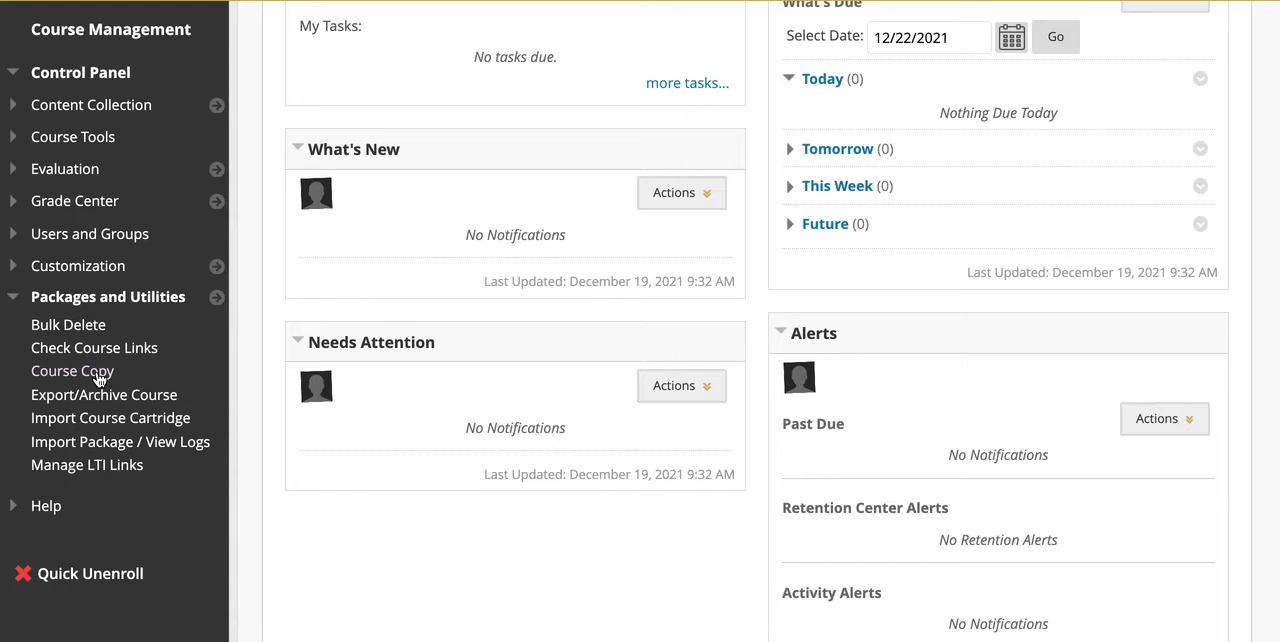 Course Management
Control Panel
Content Collection
Course Tools
Evaluation
Grade Center
Users and Groups
Customization
Packages and Utilities
Bulk Delete
Check Course Links
Course Copy
Export/Archive Course
Import Course Cartridge
Import Package / View Logs
Manage LTI Links
Help
Quick Unenroll
My Tasks:
No tasks due.
more tasks...
What's New
Actions
No Notifications
Last Updated: December 19, 2021 9:32 AM
Needs Attention
Actions
No Notifications
Last Updated: December 19, 2021 9:32 AM
What's Due
Select Date: 12/22/2021 Go
Today (0)
Nothing Due Today
Tomorrow (0)
This Week (0)
Future (0)
Last Updated: December 19, 2021 9:32 AM
Alerts
Actions
Past Due
No Notifications
Retention Center Alerts
No Retention Alerts
Activity Alerts
No Notifications